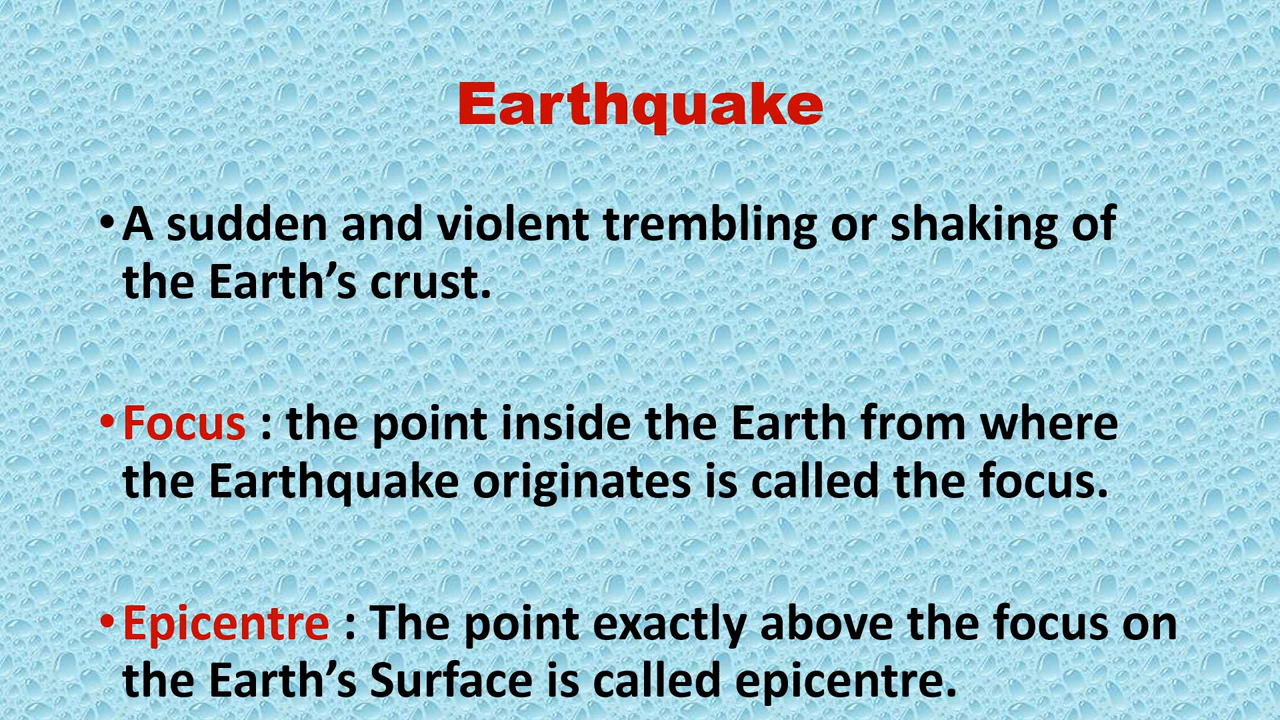 Earthquake
•A sudden and violent trembling or shaking of
the Earth’s crust.
•Focus : the point inside the Earth from where
the Earthquake originates is called the focus.
•Epicentre : The point exactly above the focus on
the Earth’s Surface is called epicentre.